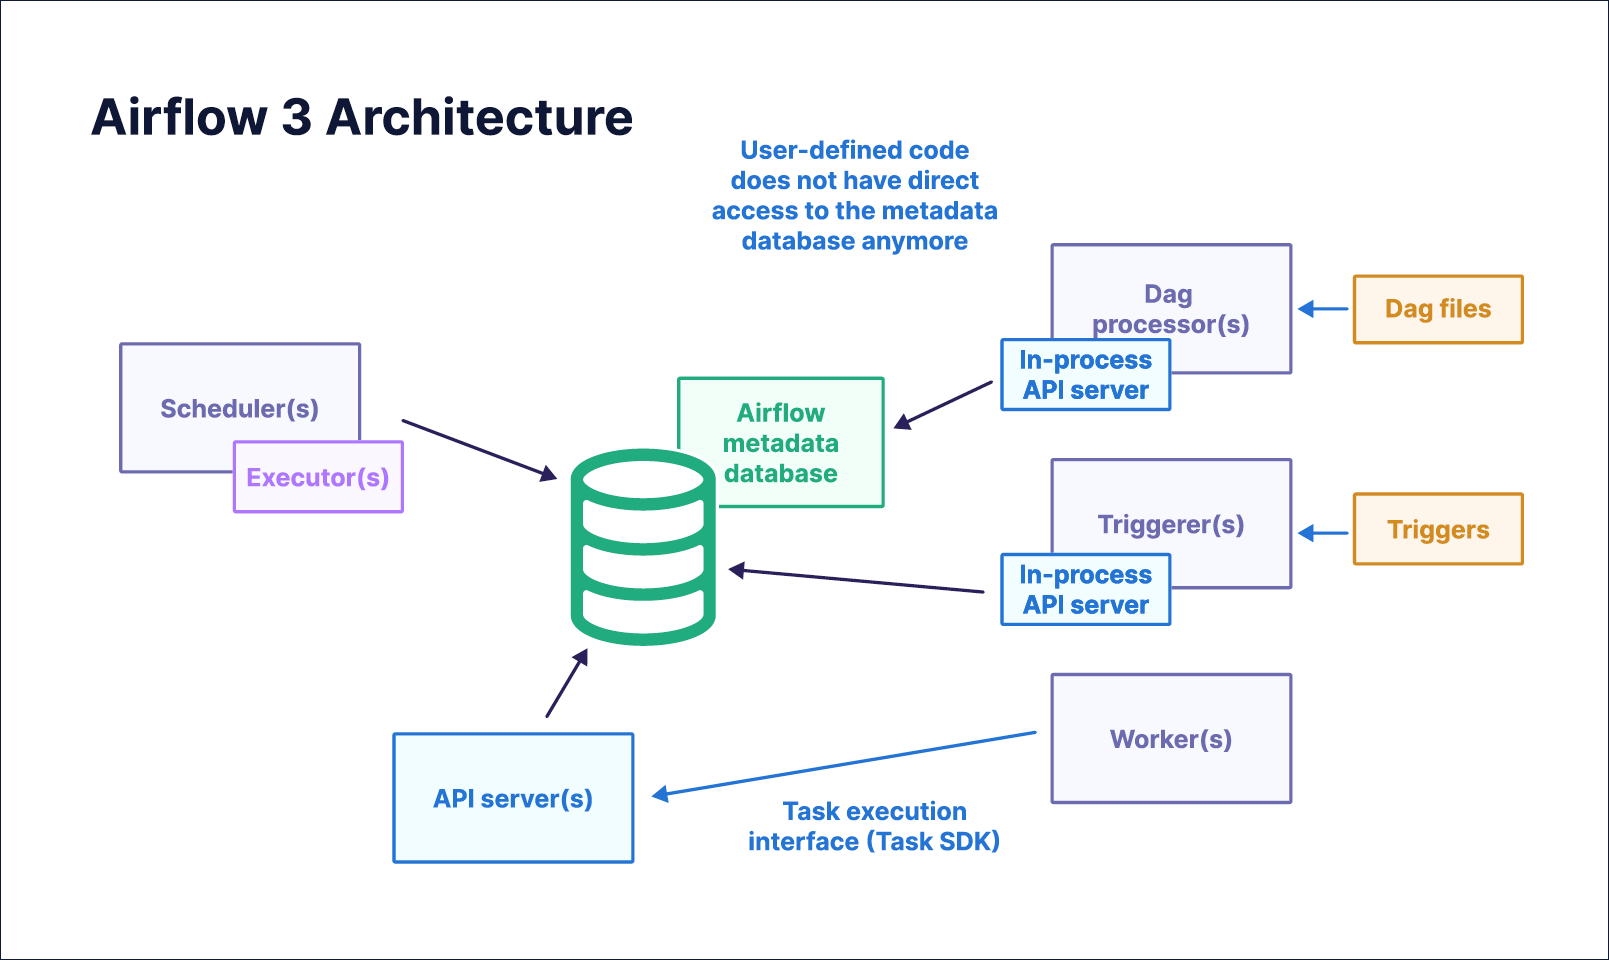 Airflow 3 Architecture
User-defined code
does not have direct
access to the metadata
database anymore
Dag
processor(s)
In-process
API server
Dag files
Scheduler(s)
Executor(s)
Airflow
metadata
database
Triggerer(s)
In-process
API server
Triggers
Worker(s)
API server(s)
Task execution
interface (Task SDK)